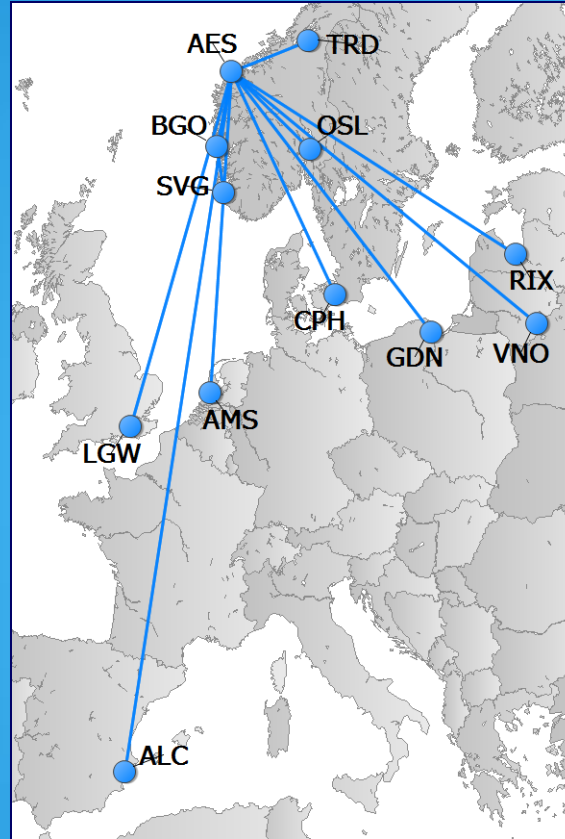 AES
TRD
BGO
OSL
SVG
RIX
CPH
GDN
VNO
AMS
LGW
ALC